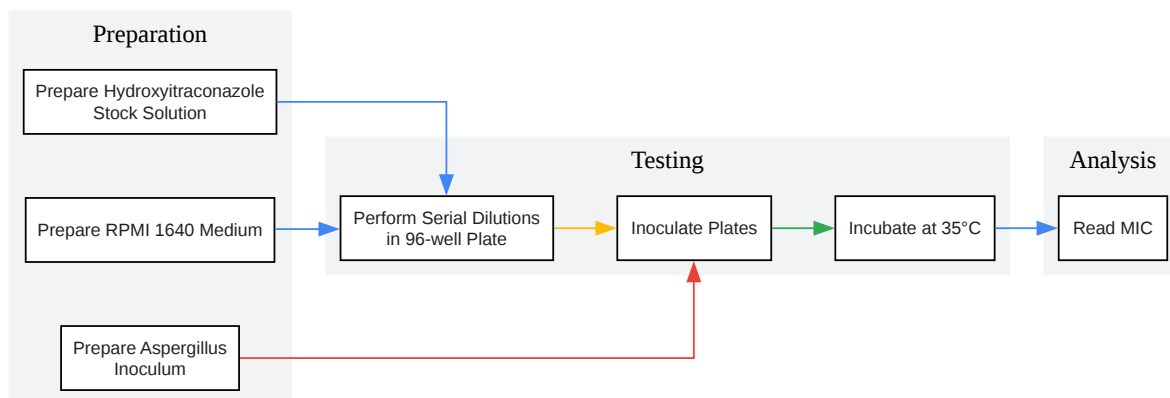 Preparation
Prepare Hydroxyitraconazole
Stock Solution
Prepare RPMI 1640 Medium
Prepare Aspergillus
Inoculum
Testing
Perform Serial Dilutions
in 96-well Plate
Inoculate Plates
Incubate at 35°C
Analysis
Read MIC